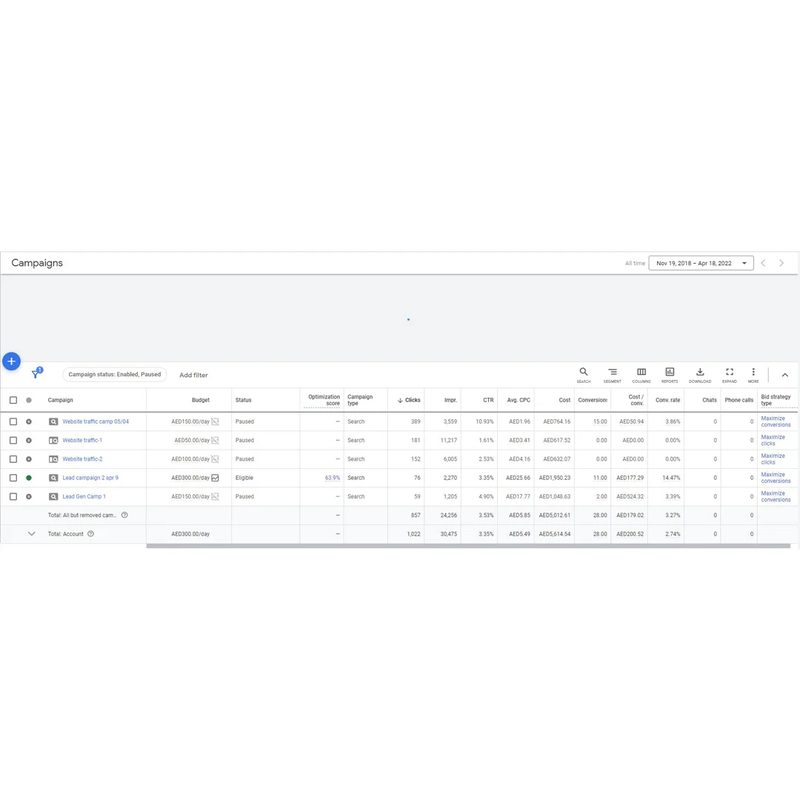 Campaigns
All time Nov 19, 2018 – Apr 18, 2022
1
Campaign status: Enabled, Paused Add filter
SEARCH SEGMENT COLUMNS REPORTS DOWNLOAD EXPAND MORE
Campaign Budget Status Optimization score Campaign type Clicks Impr. CTR Avg. CPC Cost Conversion: Cost / conv. Conv. rate Chats Phone calls Bid strategy type
Website traffic camp 05/04 AED150.00/day Paused – Search 389 3,559 10.93% AED1.96 AED764.16 15.00 AED50.94 3.86% 0 0 Maximize conversions
Website traffic-1 AED50.00/day Paused – Search 181 11,217 1.61% AED3.41 AED617.52 0.00 AED0.00 0.00% 0 0 Maximize clicks
Website traffic-2 AED100.00/day Paused – Search 152 6,005 2.53% AED4.16 AED632.07 0.00 AED0.00 0.00% 0 0 Maximize clicks
Lead campaign 2 apr 9 AED300.00/day Eligible 63.9% Search 76 2,270 3.35% AED25.66 AED1,950.23 11.00 AED177.29 14.47% 0 0 Maximize conversions
Lead Gen Camp 1 AED150.00/day Paused – Search 59 1,205 4.90% AED17.77 AED1,048.63 2.00 AED524.32 3.39% 0 0 Maximize conversions
Total: All but removed cam... – 857 24,256 3.53% AED5.85 AED5,012.61 28.00 AED179.02 3.27% 0 0
Total: Account AED300.00/day – 1,022 30,475 3.35% AED5.49 AED5,614.54 28.00 AED200.52 2.74% 0 0